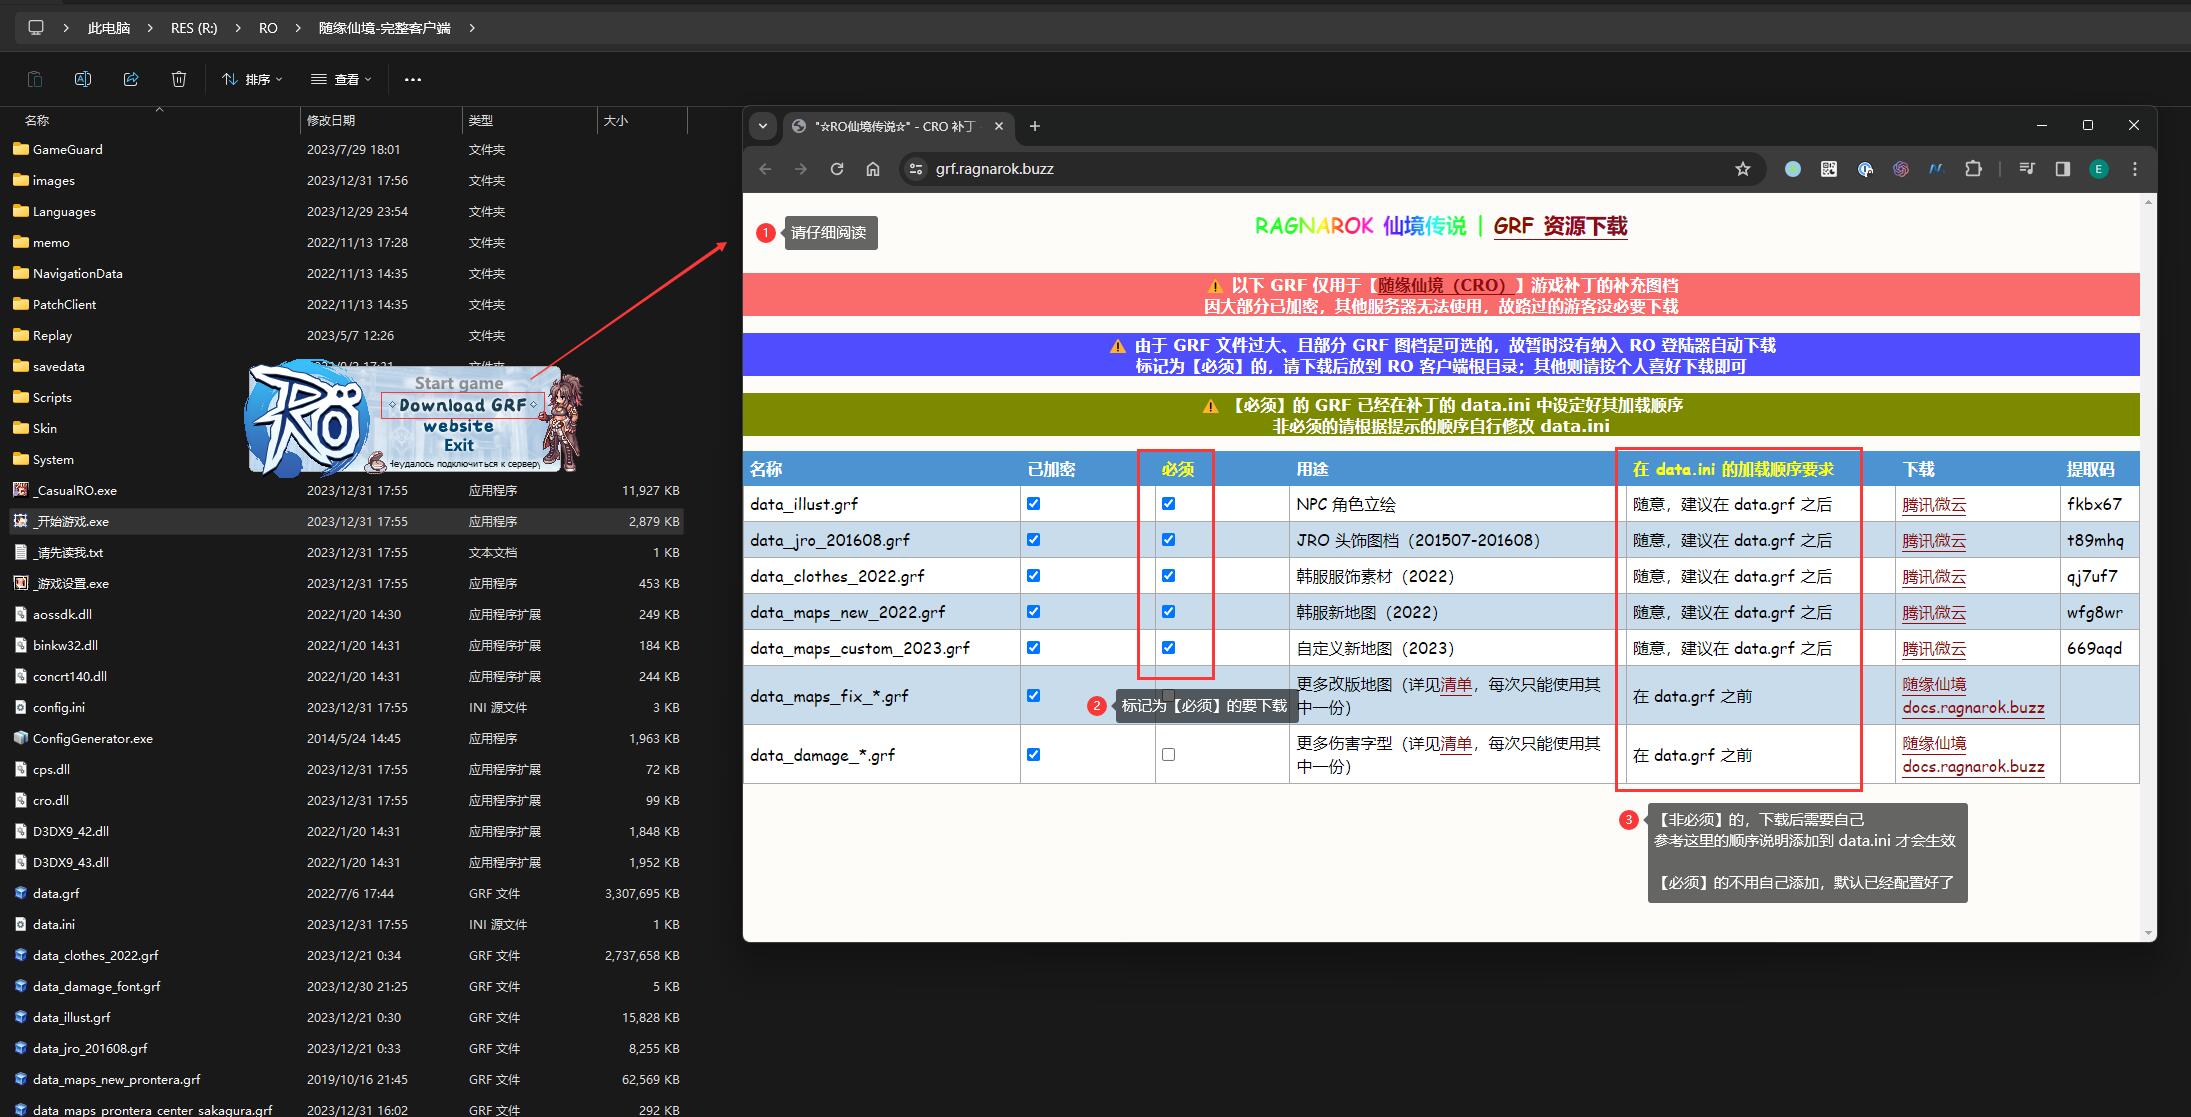 此电脑 > RES (R:) > RO > 随缘仙境-完整客户端 >
排序 查看 ...
名称 修改日期 类型 大小
GameGuard 2023/7/29 18:01 文件夹
images 2023/12/31 17:56 文件夹
Languages 2023/12/29 23:54 文件夹
memo 2022/11/13 17:28 文件夹
NavigationData 2022/11/13 14:35 文件夹
PatchClient 2022/11/13 14:35 文件夹
Replay 2023/5/7 12:26 文件夹
savedata
Scripts
Skin
System
_CasualRO.exe 2023/12/31 17:55 应用程序 11,927 KB
_开始游戏.exe 2023/12/31 17:55 应用程序 2,879 KB
_请先读我.txt 2023/12/31 17:55 文本文档 1 KB
_游戏设置.exe 2023/12/31 17:55 应用程序 453 KB
aossdk.dll 2022/1/20 14:30 应用程序扩展 249 KB
binkw32.dll 2022/1/20 14:31 应用程序扩展 184 KB
concrt140.dll 2022/1/20 14:31 应用程序扩展 244 KB
config.ini 2023/12/31 17:55 INI 源文件 3 KB
ConfigGenerator.exe 2014/5/24 14:45 应用程序 1,963 KB
cps.dll 2023/12/31 17:55 应用程序扩展 72 KB
cro.dll 2023/12/31 17:55 应用程序扩展 99 KB
D3DX9_42.dll 2022/1/20 14:31 应用程序扩展 1,848 KB
D3DX9_43.dll 2022/1/20 14:31 应用程序扩展 1,952 KB
data.grf 2022/7/6 17:44 GRF 文件 3,307,695 KB
data.ini 2023/12/31 17:55 INI 源文件 1 KB
data_clothes_2022.grf 2023/12/21 0:34 GRF 文件 2,737,658 KB
data_damage_font.grf 2023/12/30 21:25 GRF 文件 5 KB
data_illust.grf 2023/12/21 0:30 GRF 文件 15,828 KB
data_jro_201608.grf 2023/12/21 0:33 GRF 文件 8,255 KB
data_maps_new_prontera.grf 2019/10/16 21:45 GRF 文件 62,569 KB
data_maps_prontera_center_sakagura.grf 2023/12/31 16:02 GRF 文件 292 KB
RO
Start game
Download GRF
website
Exit
Неудалось подключиться к серверу
"☆RO仙境传说☆" - CRO 补丁
grf.ragnarok.buzz
E
1 请仔细阅读
RAGNAROK 仙境传说 | GRF 资源下载
⚠ 以下 GRF 仅用于【随缘仙境（CRO）】游戏补丁的补充图档
因大部分已加密，其他服务器无法使用，故路过的游客没必要下载
⚠ 由于 GRF 文件过大、且部分 GRF 图档是可选的，故暂时没有纳入 RO 登陆器自动下载
标记为【必须】的，请下载后放到 RO 客户端根目录；其他则请按个人喜好下载即可
⚠ 【必须】的 GRF 已经在补丁的 data.ini 中设定好其加载顺序
非必须的请根据提示的顺序自行修改 data.ini
名称 已加密 必须 用途 在 data.ini 的加载顺序要求 下载 提取码
data_illust.grf NPC 角色立绘 随意，建议在 data.grf 之后 腾讯微云 fkbx67
data_jro_201608.grf JRO 头饰图档（201507-201608） 随意，建议在 data.grf 之后 腾讯微云 t89mhq
data_clothes_2022.grf 韩服服饰素材（2022） 随意，建议在 data.grf 之后 腾讯微云 qj7uf7
data_maps_new_2022.grf 韩服新地图（2022） 随意，建议在 data.grf 之后 腾讯微云 wfg8wr
data_maps_custom_2023.grf 自定义新地图（2023） 随意，建议在 data.grf 之后 腾讯微云 669aqd
data_maps_fix_*.grf 更多改版地图（详见清单，每次只能使用其中一份） 在 data.grf 之前 随缘仙境 docs.ragnarok.buzz
2 标记为【必须】的要下载
data_damage_*.grf 更多伤害字型（详见清单，每次只能使用其中一份） 在 data.grf 之前 随缘仙境 docs.ragnarok.buzz
3 【非必须】的，下载后需要自己
参考这里的顺序说明添加到 data.ini 才会生效
【必须】的不用自己添加，默认已经配置好了